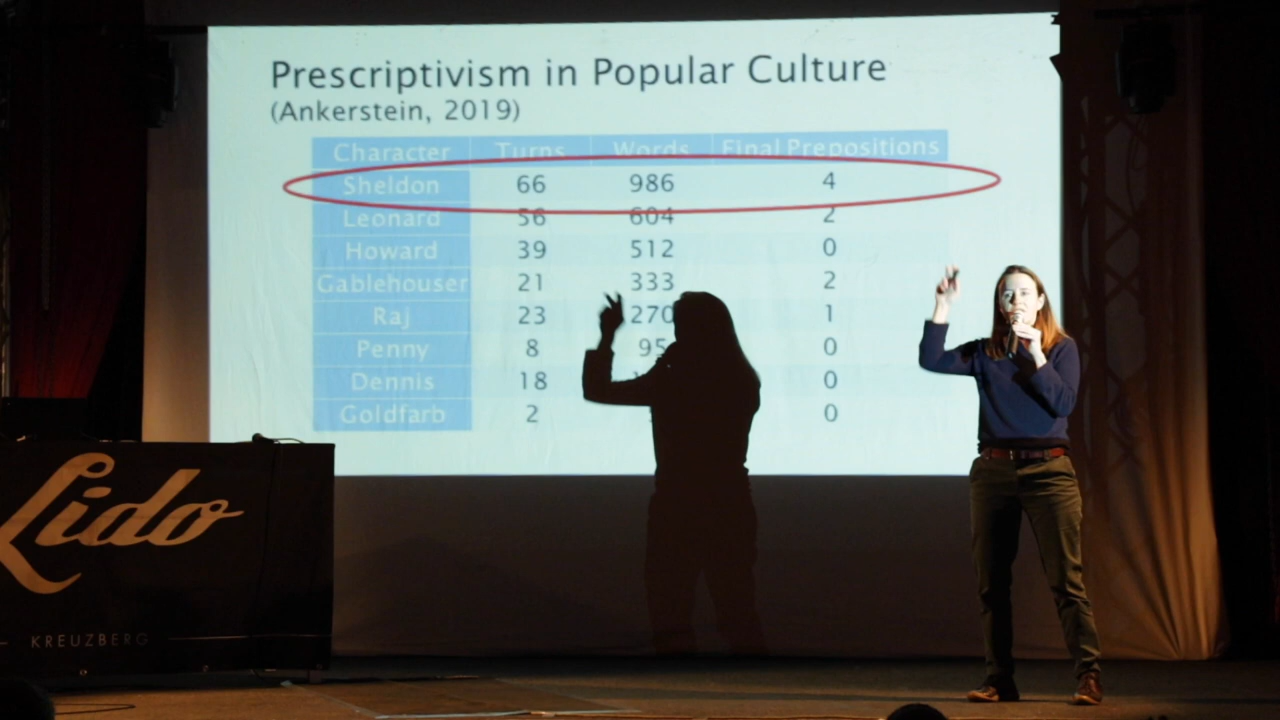 Prescriptivism in Popular Culture
(Ankerstein, 2019)
Character Turns Words Final Prepositions
Sheldon 66 986 4
Leonard 56 604 2
Howard 39 512 0
Gablehouser 21 333 2
Raj 23 270 1
Penny 8 95 0
Dennis 18 0
Goldfarb 2 0
Lido
KREUZBERG